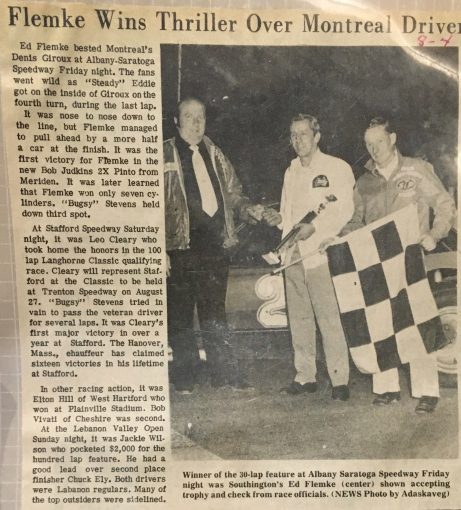 Flemke Wins Thriller Over Montreal Driver
8-4
Ed Flemke bested Montreal's
Denis Giroux at Albany-Saratoga
Speedway Friday night. The fans
went wild as "Steady" Eddie
got on the inside of Giroux on the
fourth turn, during the last lap.
It was nose to nose down to
the line, but Flemke managed
to pull ahead by a more half
a car at the finish. It was the
first victory for Flemke in the
new Bob Judkins 2X Pinto from
Meriden. It was later learned
that Flemke won only seven cy-
linders. "Bugsy" Stevens held
down third spot.
At Stafford Speedway Saturday
night, it was Leo Cleary who
took home the honors in the 100
lap Langhorne Classic qualifying
race. Cleary will represent Staf-
ford at the Classic to be held
at Trenton Speedway on August
27. "Bugsy" Stevens tried in
vain to pass the veteran driver
for several laps. It was Cleary's
first major victory in over a
year at Stafford. The Hanover,
Mass., chauffeur has claimed
sixteen victories in his lifetime
at Stafford.
In other racing action, it was
Elton Hill of West Hartford who
won at Plainville Stadium. Bob
Vivati of Cheshire was second.
At the Lebanon Valley Open
Sunday night, it was Jackie Wil-
son who pocketed $2,000 for the
hundred lap feature. He had a
good lead over second place
finisher Chuck Ely. Both drivers
were Labanon regulars. Many of
the top outsiders were sidelined.
2
Winner of the 30-lap feature at Albany Saratoga Speedway Friday
night was Southington's Ed Flemke (center) shown accepting
trophy and check from race officials. (NEWS Photo by Adaskaveg)